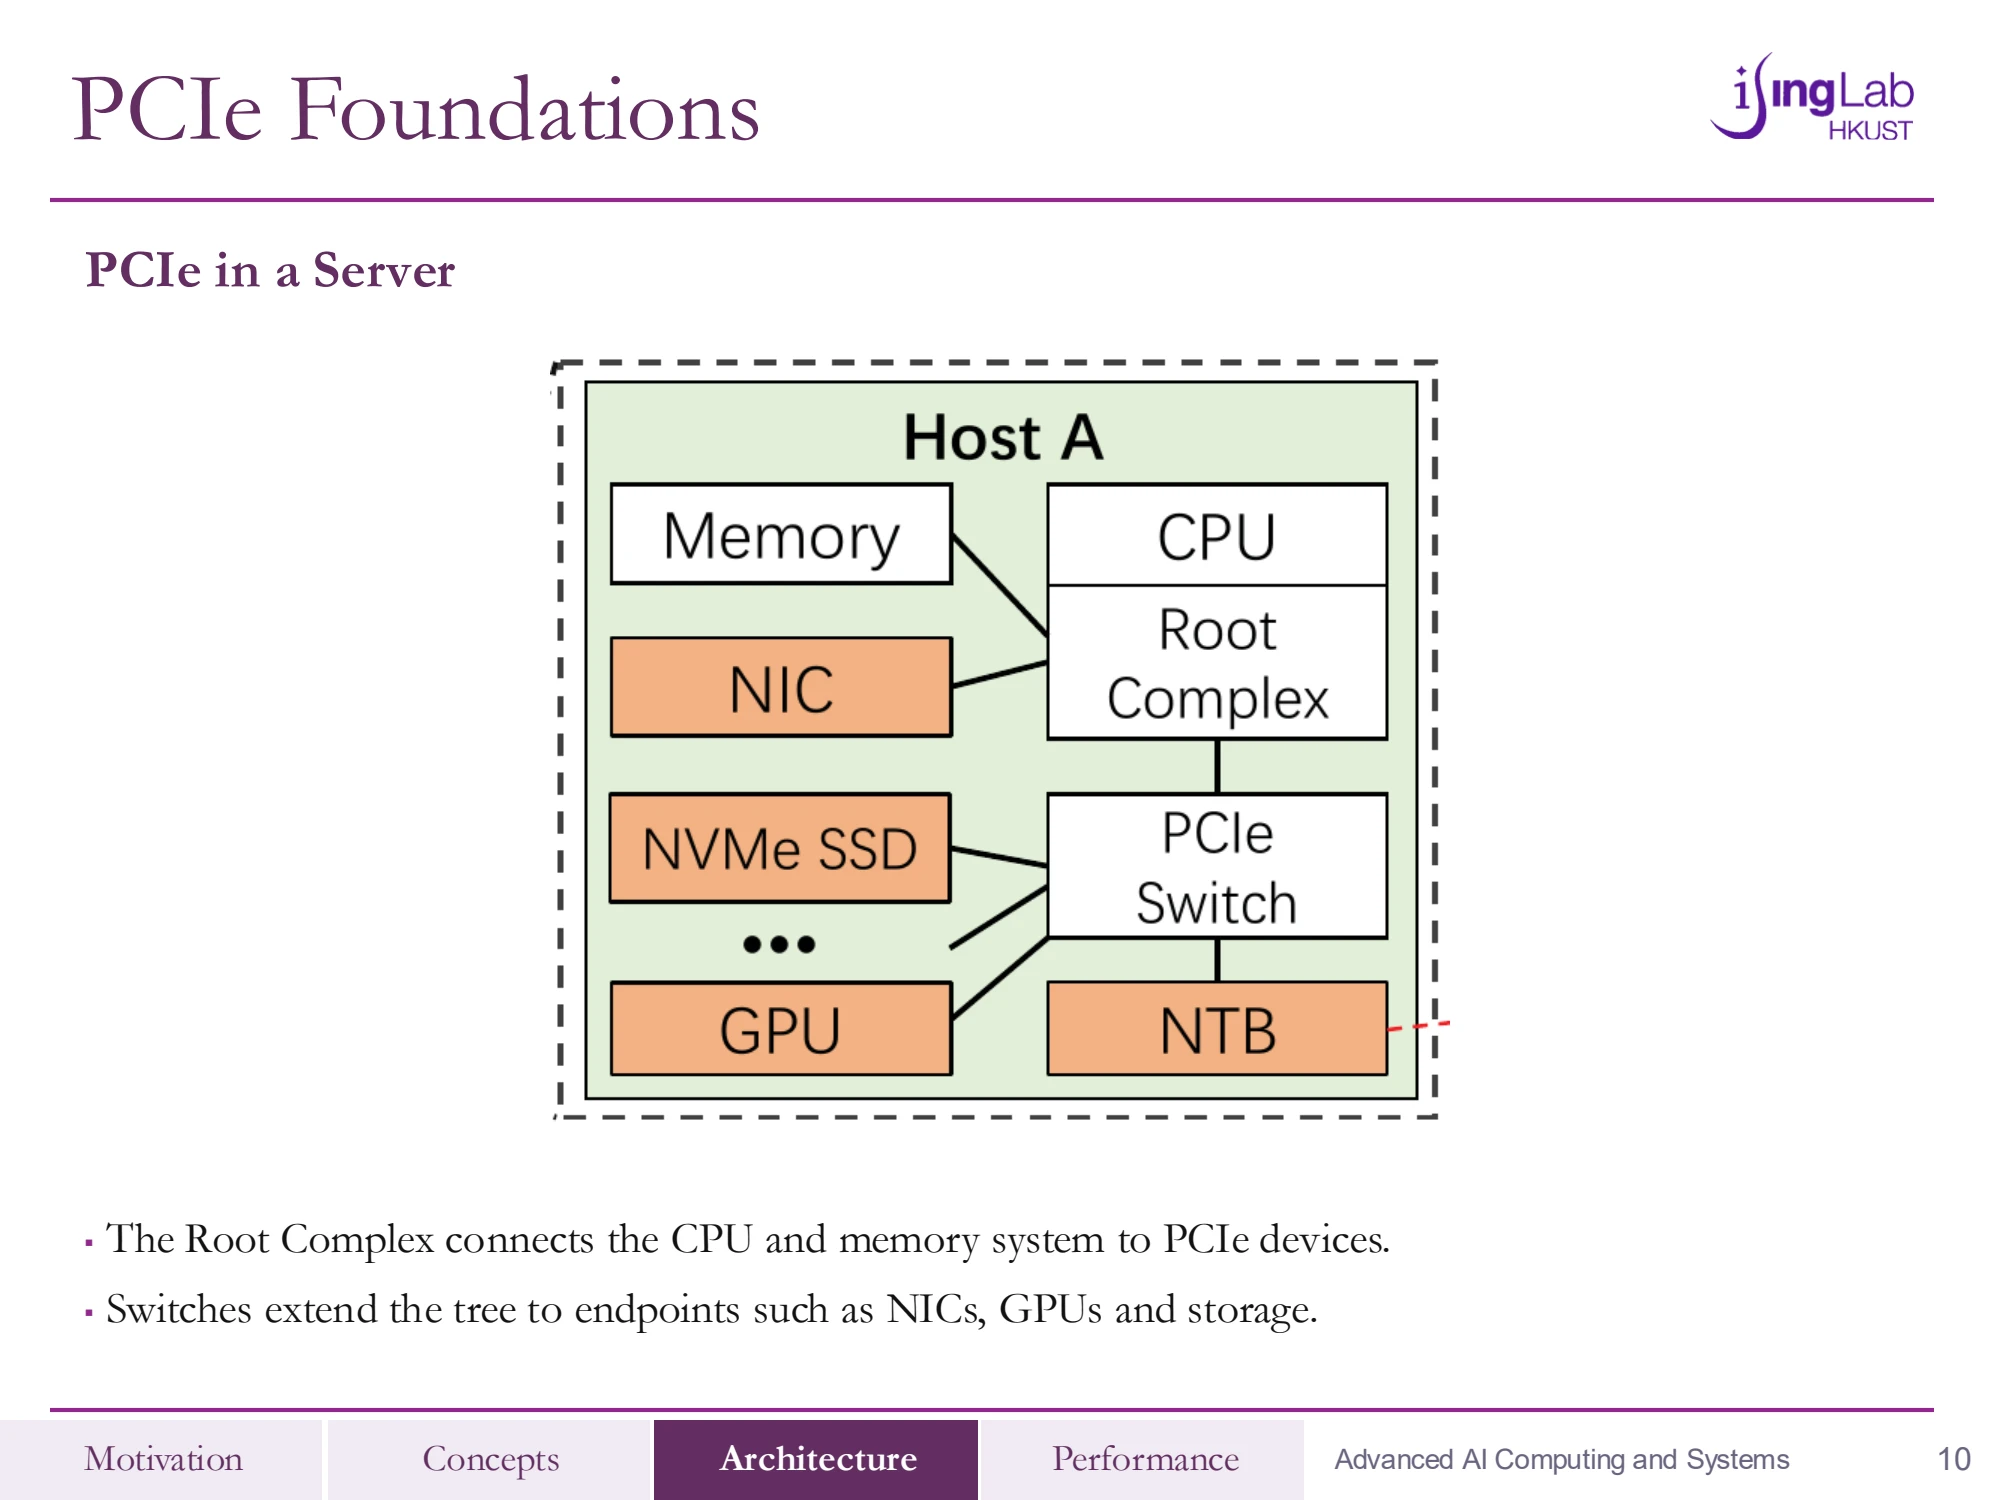 PCIe Foundations
iSingLab
HKUST
PCIe in a Server
Host A
Memory
CPU
Root
Complex
NIC
NVMe SSD
PCIe
Switch
•••
GPU
NTB
▪ The Root Complex connects the CPU and memory system to PCIe devices.
▪ Switches extend the tree to endpoints such as NICs, GPUs and storage.
Motivation
Concepts
Architecture
Performance
Advanced AI Computing and Systems
10